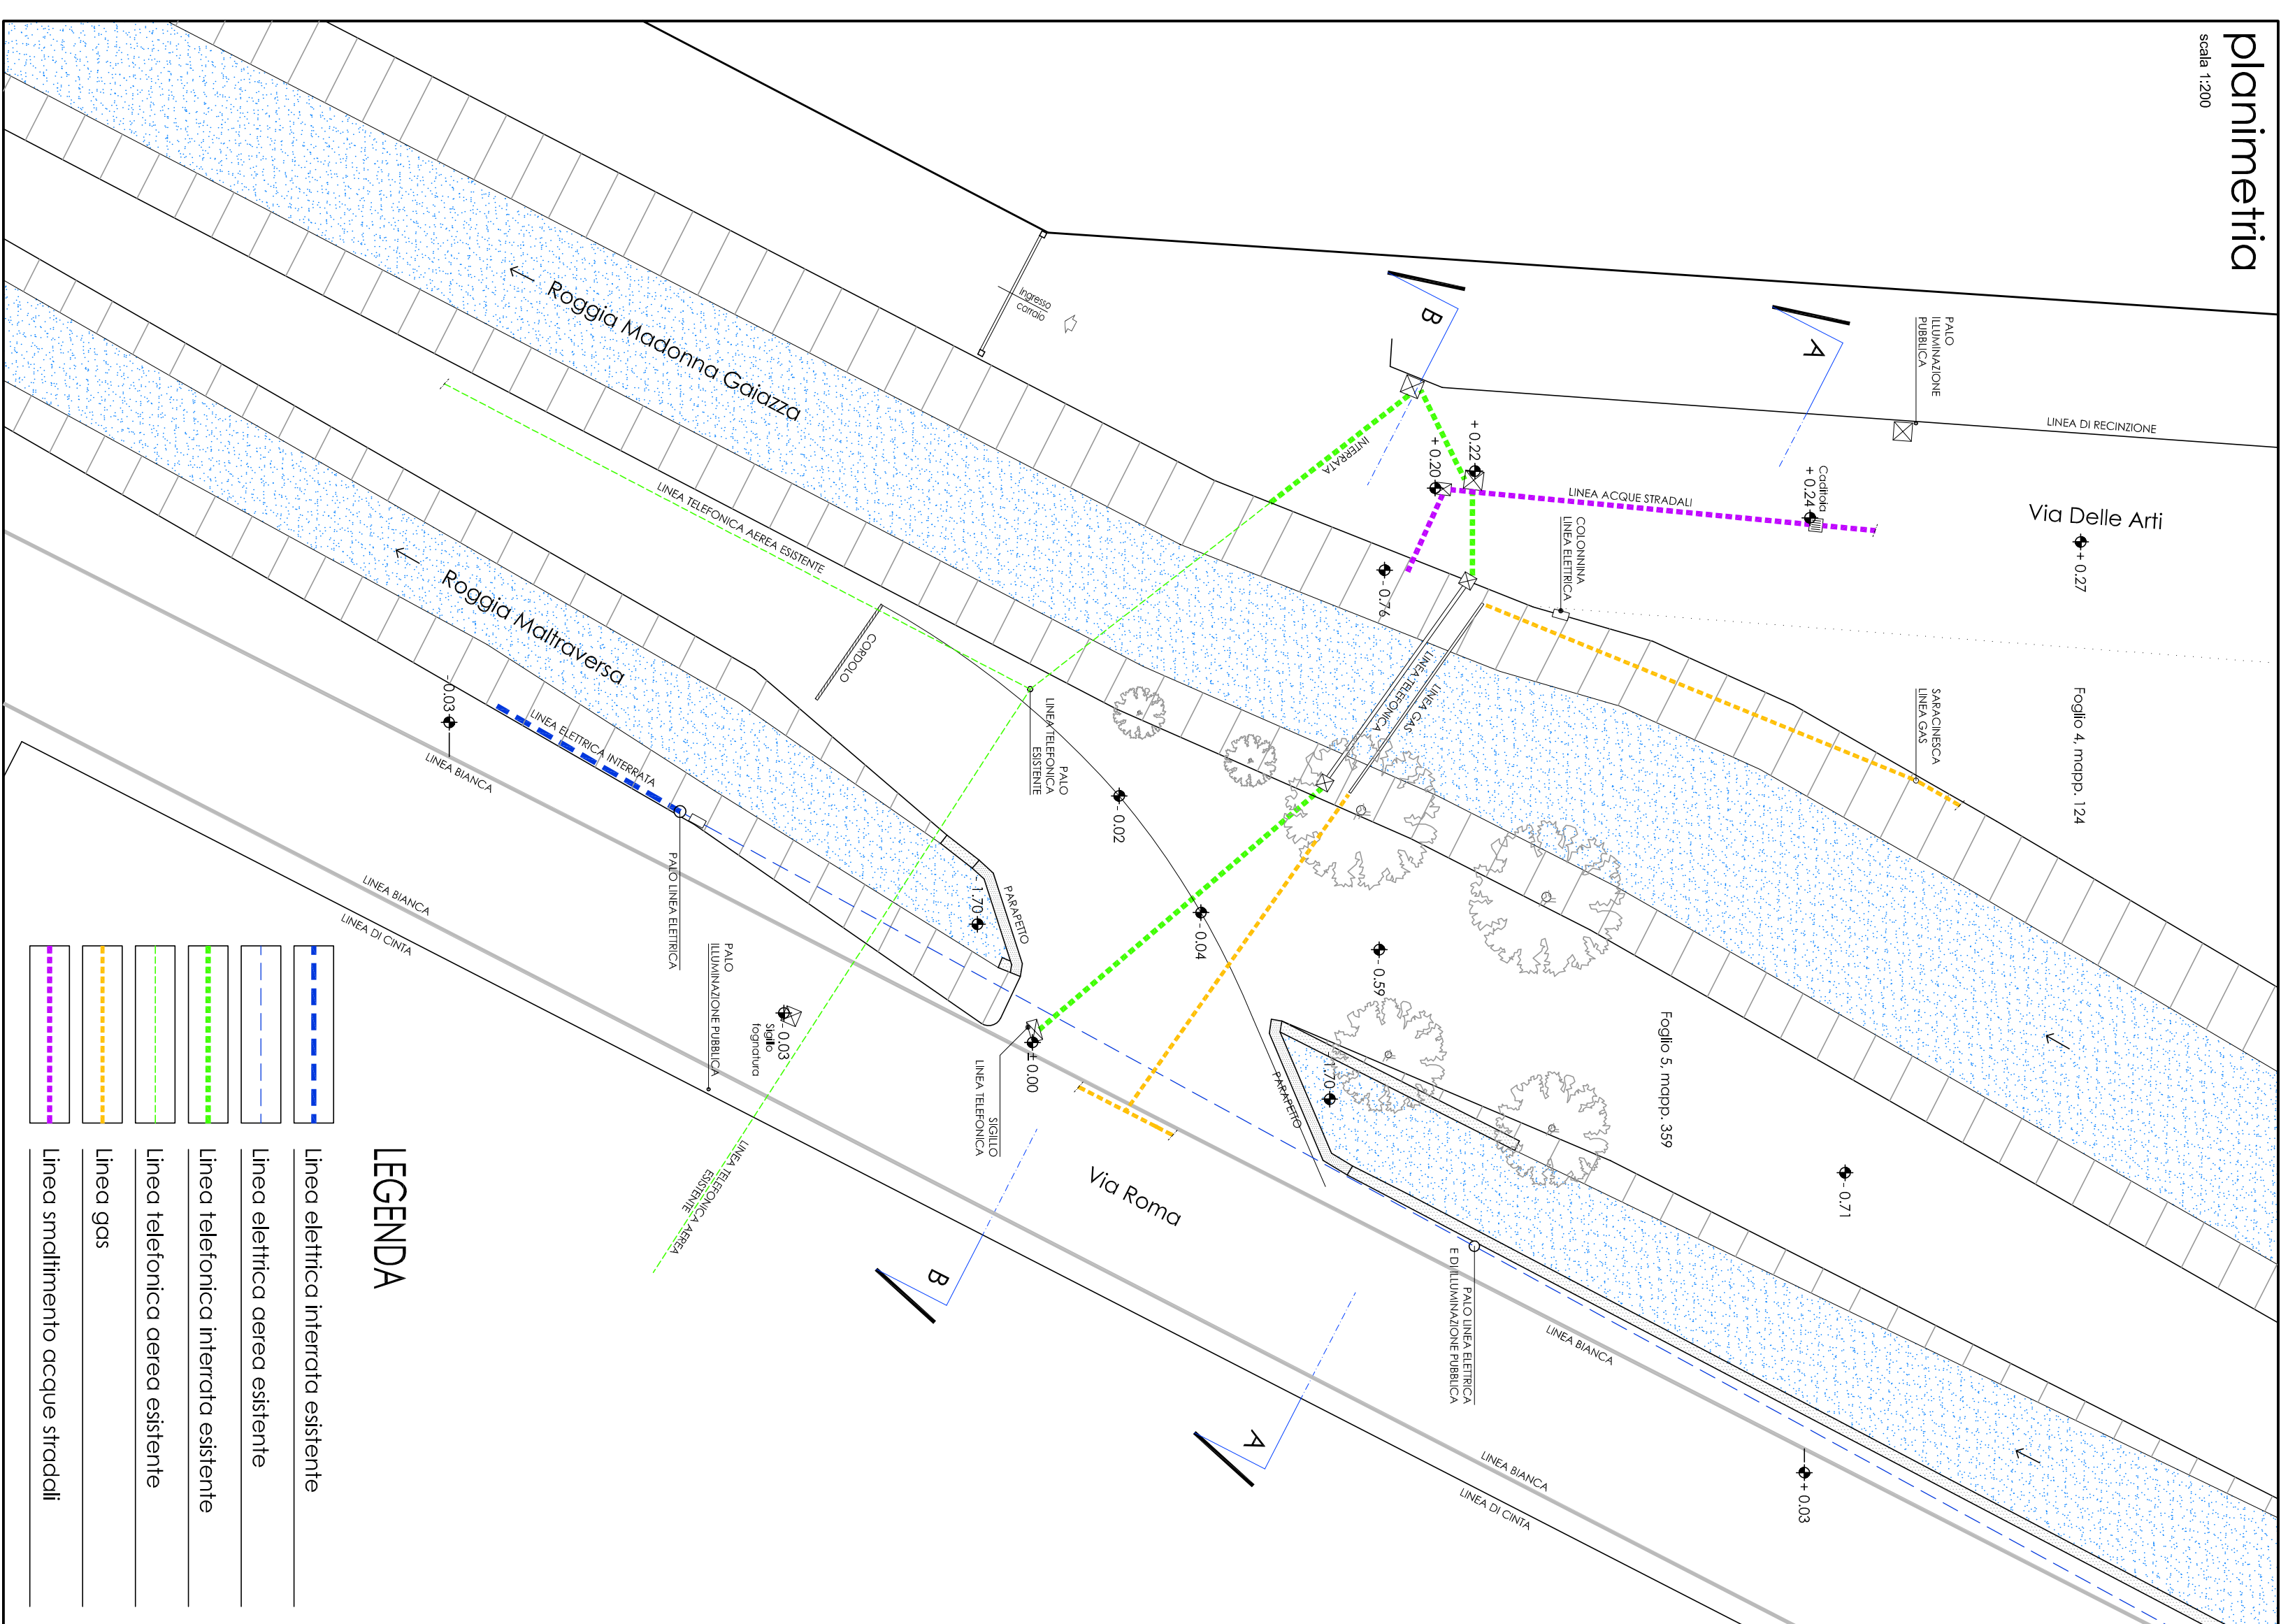 planimetria
scala 1:200
PALO
ILLUMINAZIONE
PUBBLICA
LINEA DI RECINZIONE
A
B
Ingresso
carraio
Via Delle Arti
+ 0.27
Caditoia
+ 0.24
LINEA ACQUE STRADALI
+ 0.22
+ 0.20
INTERRATA
COLONNINA
LINEA ELETTRICA
- 0.76
Roggia Madonna Gaiazza
SARACINESCA
LINEA GAS
Foglio 4, mapp. 124
LINEA GAS
LINEA TELEFONICA
LINEA TELEFONICA AEREA ESISTENTE
CORDOLO
PALO
LINEA TELEFONICA
ESISTENTE
- 0.02
- 0.04
- 0.59
Foglio 5, mapp. 359
- 0.71
Roggia Maltraversa
- 0.03
LINEA ELETTRICA INTERRATA
LINEA BIANCA
PALO LINEA ELETTRICA
- 1.70
PARAPETTO
- 1.70
PARAPETTO
LINEA BIANCA
LINEA DI CINTA
PALO
ILLUMINAZIONE PUBBLICA
- 0.03
Sigillo
fognatura
± 0.00
SIGILLO
LINEA TELEFONICA
LINEA TELEFONICA AEREA
ESISTENTE
Via Roma
PALO LINEA ELETTRICA
E DI ILLUMINAZIONE PUBBLICA
LINEA BIANCA
+ 0.03
B
A
LINEA BIANCA
LINEA DI CINTA
LEGENDA
Linea elettrica interrata esistente
Linea elettrica aerea esistente
Linea telefonica interrata esistente
Linea telefonica aerea esistente
Linea gas
Linea smaltimento acque stradali